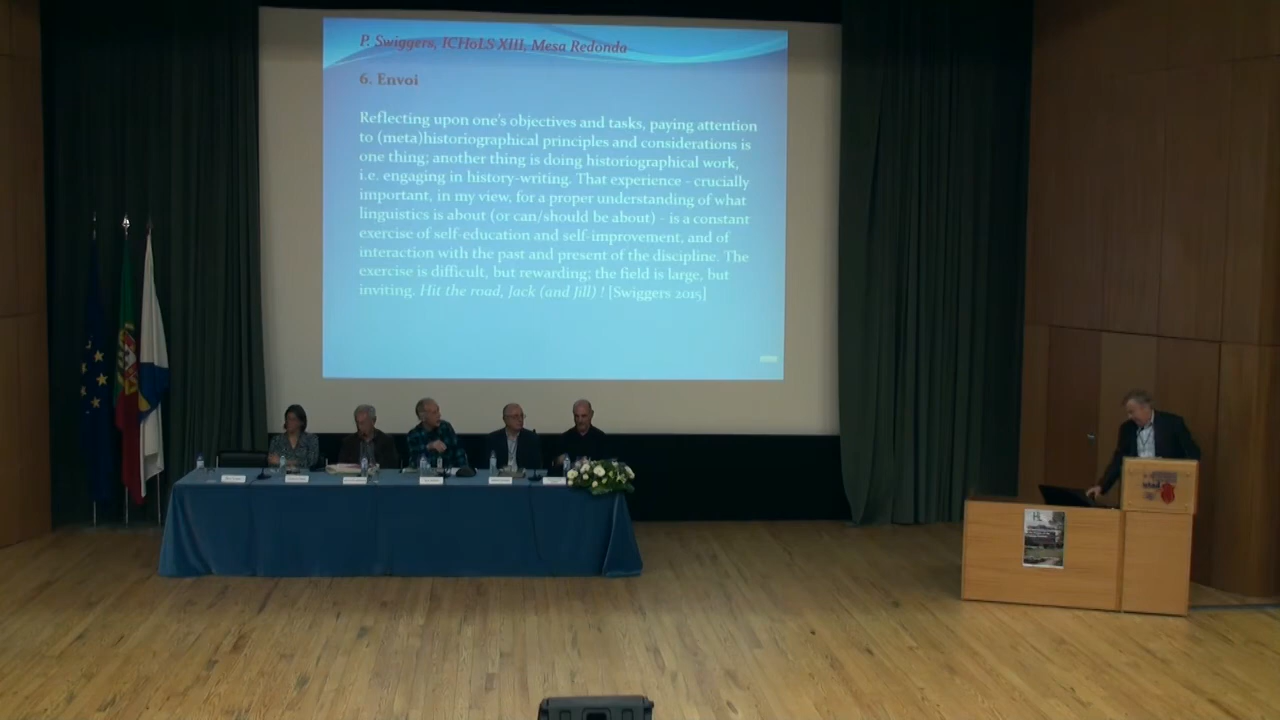 P. Swiggers, ICHoLS XIII, Mesa Redonda
6. Envoi
Reflecting upon one's objectives and tasks, paying attention
to (meta)historiographical principles and considerations is
one thing; another thing is doing historiographical work,
i.e. engaging in history-writing. That experience - crucially
important, in my view, for a proper understanding of what
linguistics is about (or can/should be about) - is a constant
exercise of self-education and self-improvement, and of
interaction with the past and present of the discipline. The
exercise is difficult, but rewarding; the field is large, but
inviting. Hit the road, Jack (and Jill) ! [Swiggers 2015]